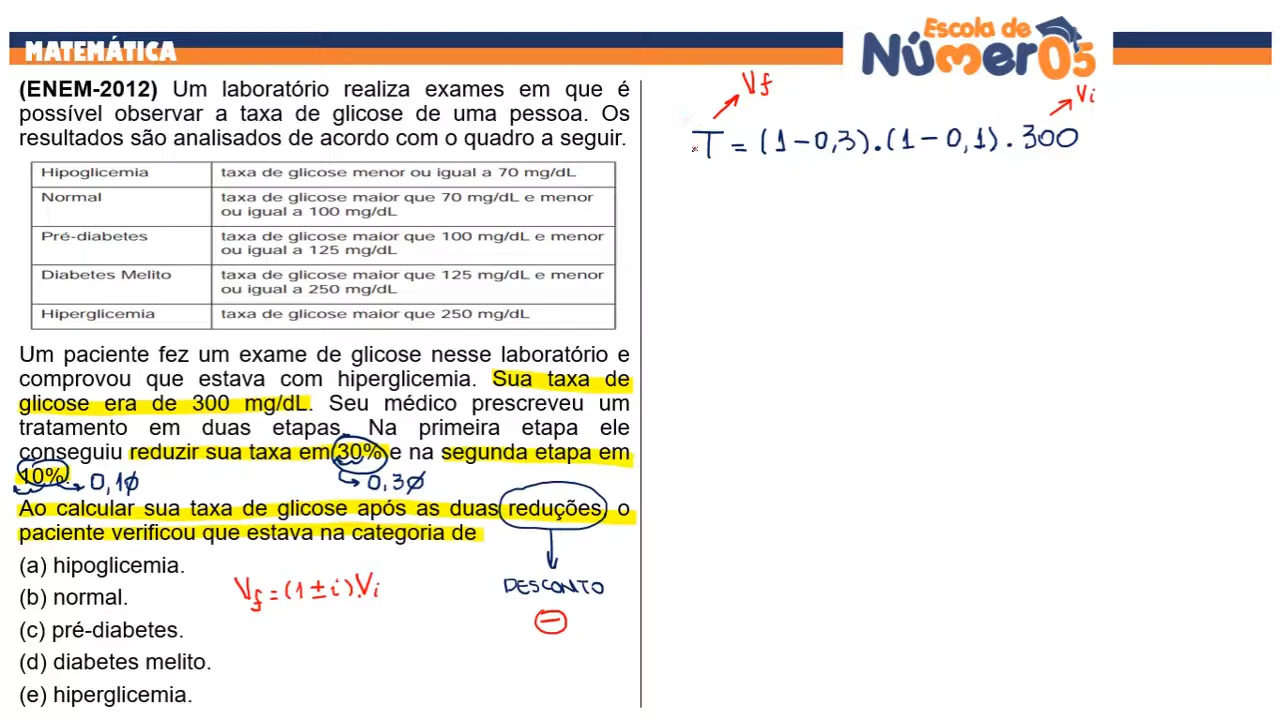 MATEMÁTICA
Escola de
NúmerO5
(ENEM-2012) Um laboratório realiza exames em que é
possível observar a taxa de glicose de uma pessoa. Os
resultados são analisados de acordo com o quadro a seguir.
Hipoglicemia taxa de glicose menor ou igual a 70 mg/dL
Normal taxa de glicose maior que 70 mg/dL e menor
ou igual a 100 mg/dL
Pré-diabetes taxa de glicose maior que 100 mg/dL e menor
ou igual a 125 mg/dL
Diabetes Melito taxa de glicose maior que 125 mg/dL e menor
ou igual a 250 mg/dL
Hiperglicemia taxa de glicose maior que 250 mg/dL
Um paciente fez um exame de glicose nesse laboratório e
comprovou que estava com hiperglicemia. Sua taxa de
glicose era de 300 mg/dL. Seu médico prescreveu um
tratamento em duas etapas. Na primeira etapa ele
conseguiu reduzir sua taxa em 30% e na segunda etapa em
10%.
0,10
0,30
Ao calcular sua taxa de glicose após as duas reduções o
paciente verificou que estava na categoria de
(a) hipoglicemia.
(b) normal.
(c) pré-diabetes.
(d) diabetes melito.
(e) hiperglicemia.
Vf = (1 ± i).Vi
DESCONTO
−
Vf
Vi
T = (1 − 0,3).(1 − 0,1) . 300